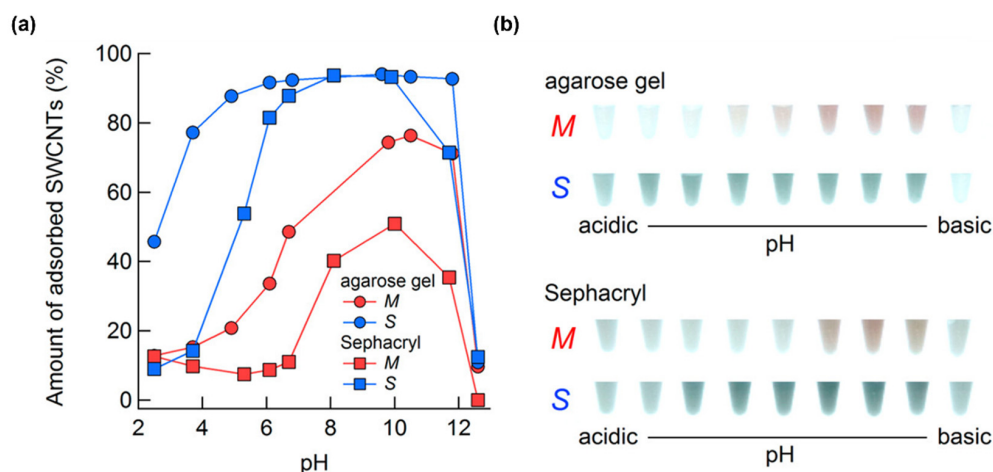 (a)
Amount of adsorbed SWCNTs (%)
100
80
60
40
20
0
2
4
6
8
10
12
pH
agarose gel
M
S
Sephacryl
M
S
(b)
agarose gel
M
S
acidic
pH
basic
Sephacryl
M
S
acidic
pH
basic